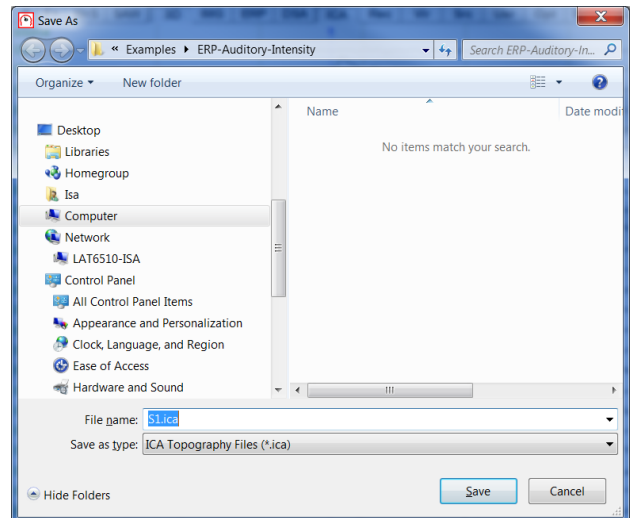 Save As
« Examples ▸ ERP-Auditory-Intensity
Search ERP-Auditory-In...
Organize
New folder
Name
Date modi
No items match your search.
Desktop
Libraries
Homegroup
Isa
Computer
Network
LAT6510-ISA
Control Panel
All Control Panel Items
Appearance and Personalization
Clock, Language, and Region
Ease of Access
Hardware and Sound
File name: S1.ica
Save as type: ICA Topography Files (*.ica)
Hide Folders
Save
Cancel